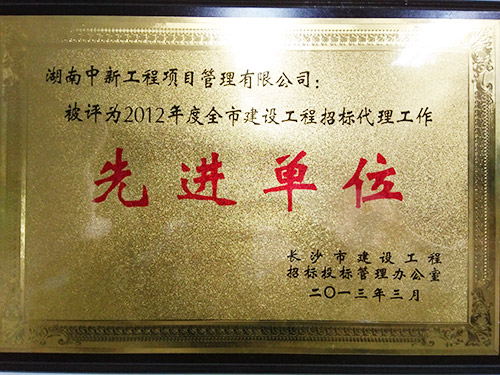 湖南中新工程项目管理有限公司：
被评为2012年度全市建设工程招标代理工作
先进单位
长沙市建设工程
招标投标管理办公室
二〇一三年三月